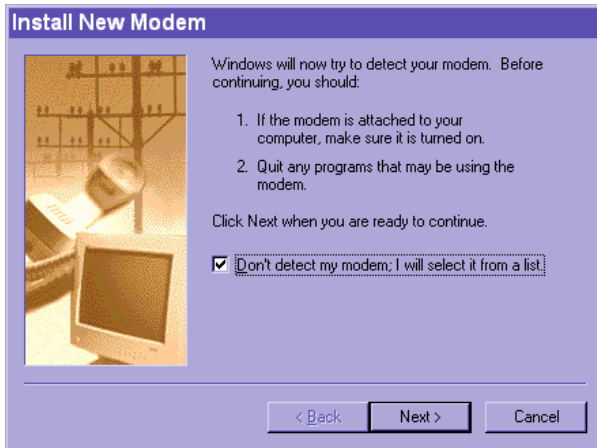 Install New Modem
Windows will now try to detect your modem.  Before
continuing, you should:
1.  If the modem is attached to your
computer, make sure it is turned on.
2.  Quit any programs that may be using the
modem.
Click Next when you are ready to continue.
Don't detect my modem; I will select it from a list.
< Back
Next >
Cancel